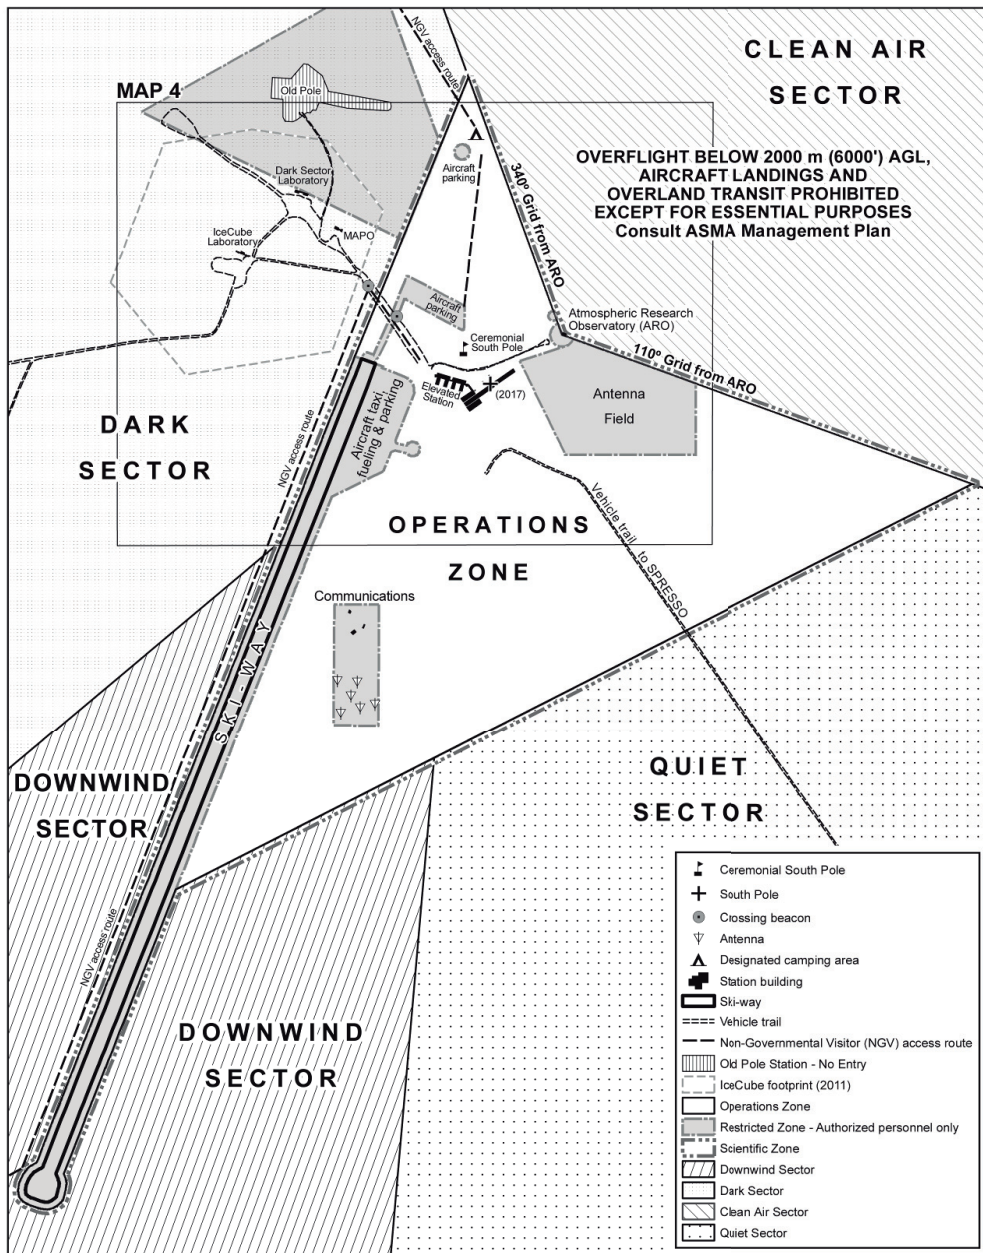 CLEAN AIR
SECTOR
NGV access route
MAP 4
Old Pole
OVERFLIGHT BELOW 2000 m (6000') AGL,
AIRCRAFT LANDINGS AND
OVERLAND TRANSIT PROHIBITED
EXCEPT FOR ESSENTIAL PURPOSES
Consult ASMA Management Plan
Aircraft
parking
340º Grid from ARO
Dark Sector
Laboratory
IceCube
Laboratory
MAPO
Aircraft
parking
Atmospheric Research
Observatory (ARO)
Ceremonial
South Pole
110º Grid from ARO
Elevated
Station
(2017)
Antenna
Field
Aircraft taxi,
fueling & parking
NGV access route
DARK
SECTOR
OPERATIONS
ZONE
Vehicle trail to SPRESSO
Communications
SKI-WAY
DOWNWIND
SECTOR
QUIET
SECTOR
NGV access route
DOWNWIND
SECTOR
Ceremonial South Pole
South Pole
Crossing beacon
Antenna
Designated camping area
Station building
Ski-way
Vehicle trail
Non-Governmental Visitor (NGV) access route
Old Pole Station - No Entry
IceCube footprint (2011)
Operations Zone
Restricted Zone - Authorized personnel only
Scientific Zone
Downwind Sector
Dark Sector
Clean Air Sector
Quiet Sector